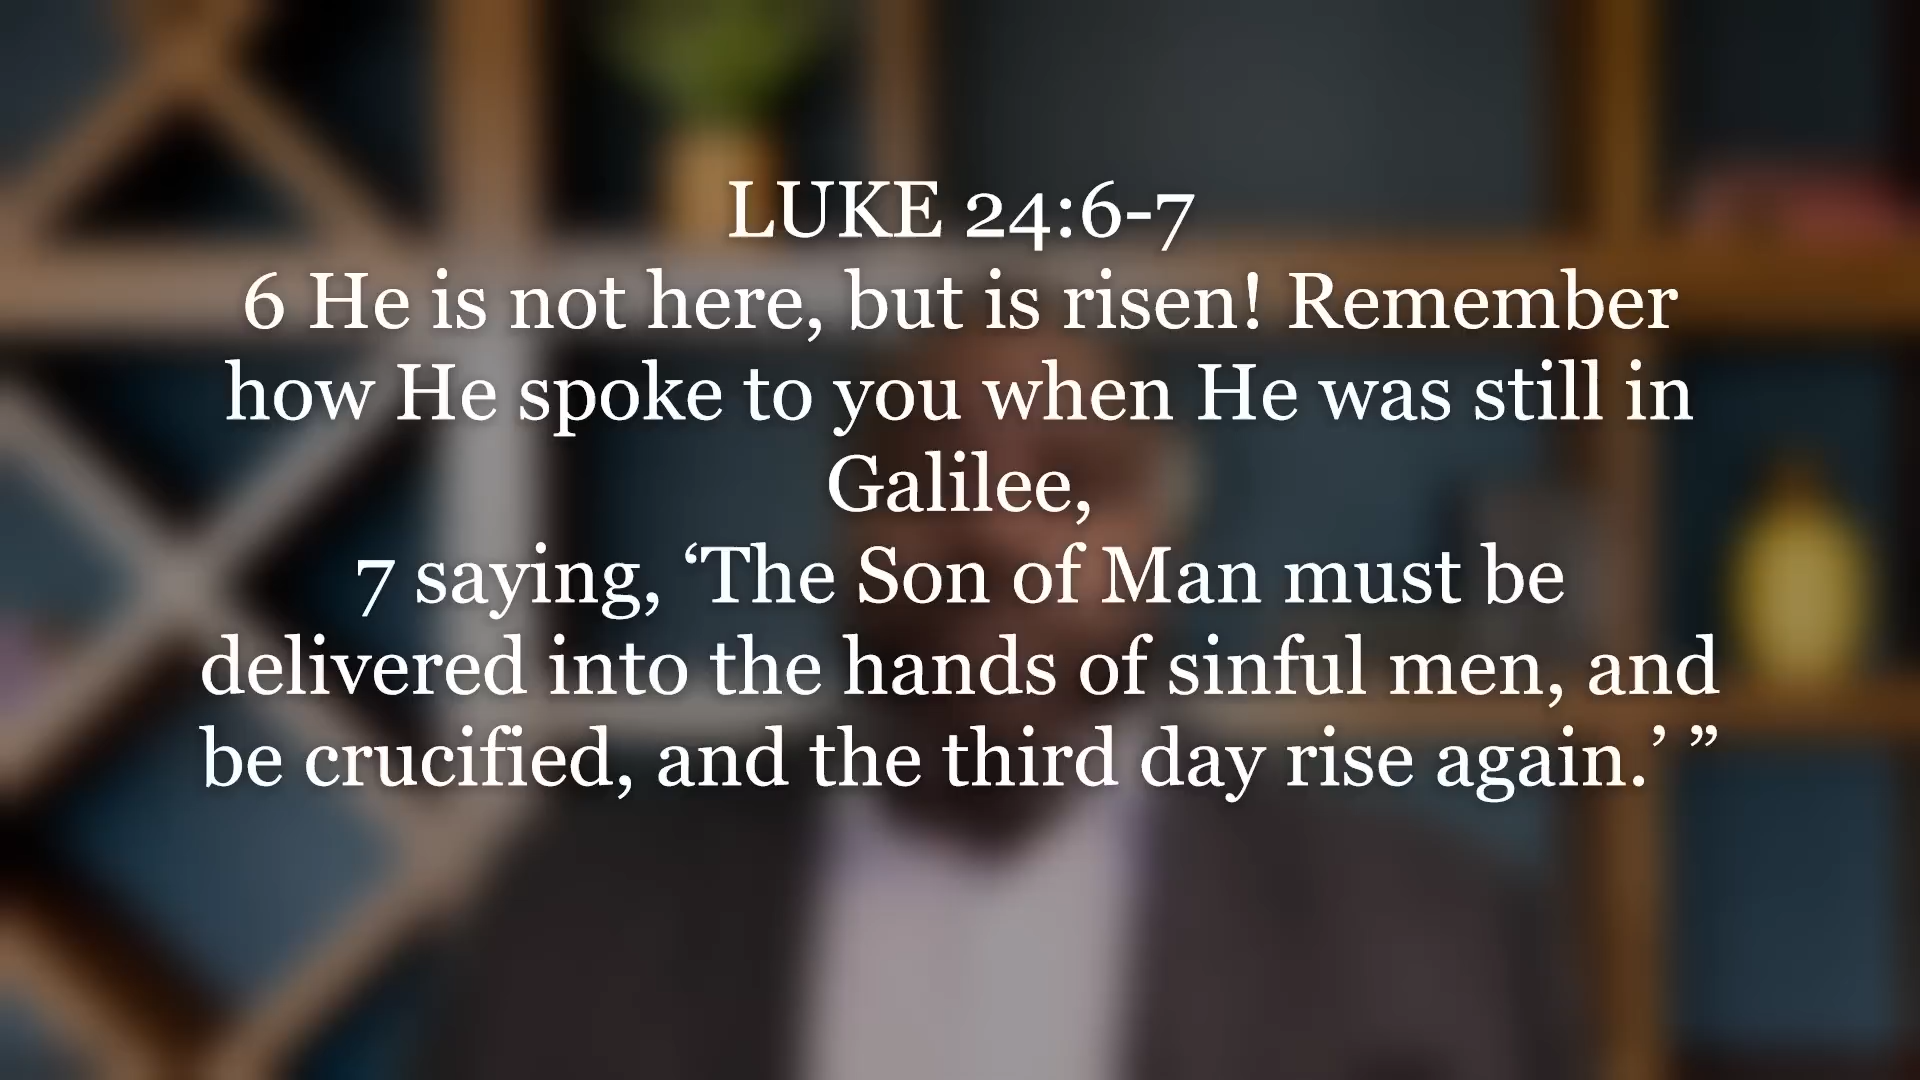 LUKE 24:6-7
6 He is not here, but is risen! Remember
how He spoke to you when He was still in
Galilee,
7 saying, ‘The Son of Man must be
delivered into the hands of sinful men, and
be crucified, and the third day rise again.’ ”